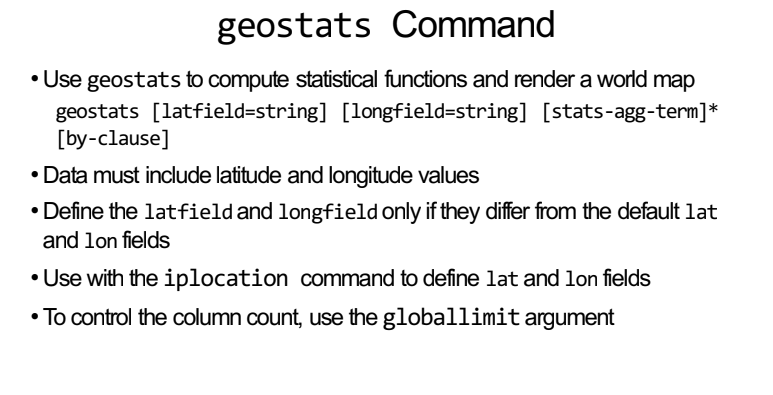 geostats Command
• Use geostats to compute statistical functions and render a world map
geostats [latfield=string] [longfield=string] [stats-agg-term]*
[by-clause]
• Data must include latitude and longitude values
• Define the latfield and longfield only if they differ from the default lat
and lon fields
• Use with the iplocation command to define lat and lon fields
• To control the column count, use the globallimit argument